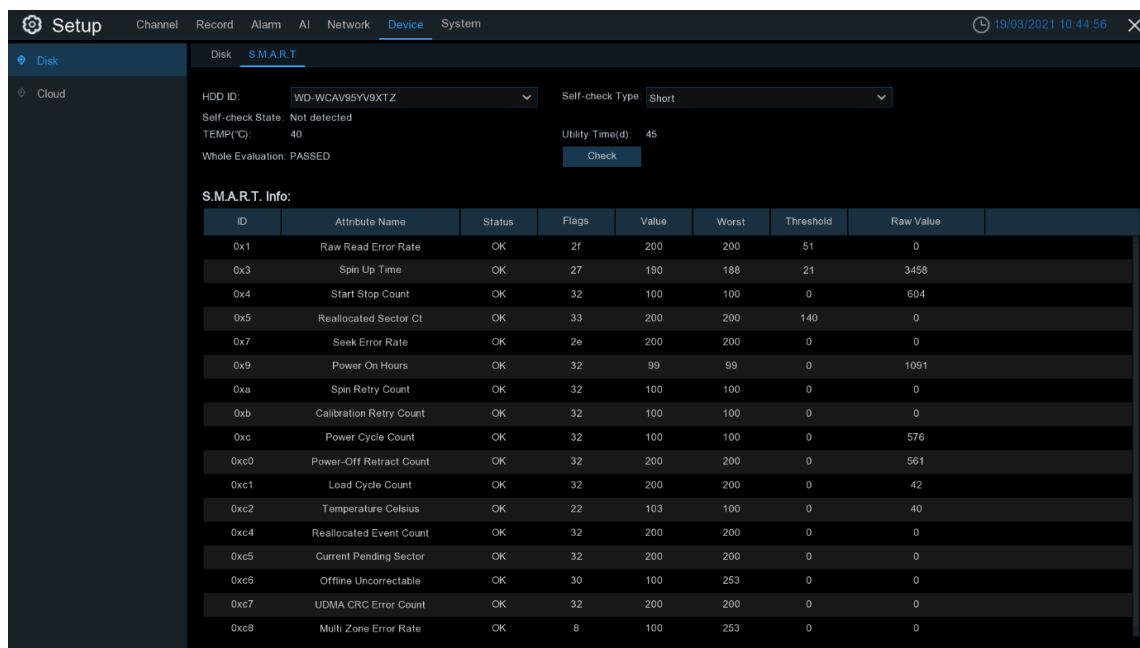 Setup Channel Record Alarm AI Network Device System 19/03/2021 10:44:56
Disk
Cloud
Disk S.M.A.R.T
HDD ID: WD-WCAV95YV9XTZ Self-check Type: Short
Self-check State: Not detected
TEMP(℃): 40 Utility Time(d): 45
Whole Evaluation: PASSED Check
S.M.A.R.T. Info:
ID Attribute Name Status Flags Value Worst Threshold Raw Value
0x1 Raw Read Error Rate OK 2f 200 200 51 0
0x3 Spin Up Time OK 27 190 188 21 3458
0x4 Start Stop Count OK 32 100 100 0 604
0x5 Reallocated Sector Ct OK 33 200 200 140 0
0x7 Seek Error Rate OK 2e 200 200 0 0
0x9 Power On Hours OK 32 99 99 0 1091
0xa Spin Retry Count OK 32 100 100 0 0
0xb Calibration Retry Count OK 32 100 100 0 0
0xc Power Cycle Count OK 32 100 100 0 576
0xc0 Power-Off Retract Count OK 32 200 200 0 561
0xc1 Load Cycle Count OK 32 200 200 0 42
0xc2 Temperature Celsius OK 22 103 100 0 40
0xc4 Reallocated Event Count OK 32 200 200 0 0
0xc5 Current Pending Sector OK 32 200 200 0 0
0xc6 Offline Uncorrectable OK 30 100 253 0 0
0xc7 UDMA CRC Error Count OK 32 200 200 0 0
0xc8 Multi Zone Error Rate OK 8 100 253 0 0